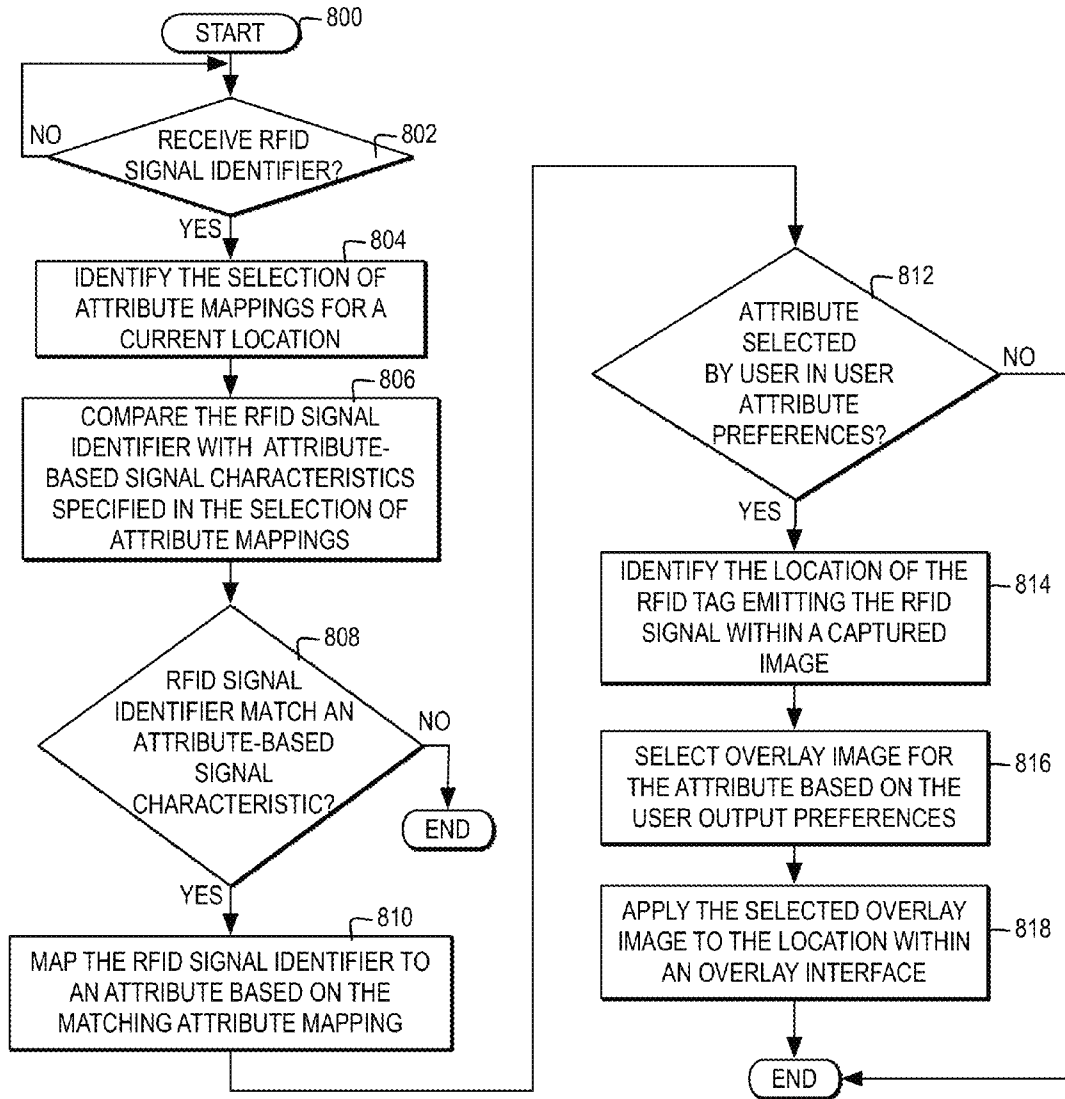 START
800
NO
RECEIVE RFID
SIGNAL IDENTIFIER?
802
YES
804
IDENTIFY THE SELECTION OF
ATTRIBUTE MAPPINGS FOR A
CURRENT LOCATION
806
COMPARE THE RFID SIGNAL
IDENTIFIER WITH ATTRIBUTE-
BASED SIGNAL CHARACTERISTICS
SPECIFIED IN THE SELECTION OF
ATTRIBUTE MAPPINGS
808
RFID SIGNAL
IDENTIFIER MATCH AN
ATTRIBUTE-BASED
SIGNAL
CHARACTERISTIC?
NO
END
YES
810
MAP THE RFID SIGNAL IDENTIFIER TO
AN ATTRIBUTE BASED ON THE
MATCHING ATTRIBUTE MAPPING
812
ATTRIBUTE
SELECTED
BY USER IN USER
ATTRIBUTE
PREFERENCES?
NO
YES
IDENTIFY THE LOCATION OF THE
RFID TAG EMITTING THE RFID
SIGNAL WITHIN A CAPTURED
IMAGE
814
SELECT OVERLAY IMAGE FOR
THE ATTRIBUTE BASED ON THE
USER OUTPUT PREFERENCES
816
APPLY THE SELECTED OVERLAY
IMAGE TO THE LOCATION WITHIN
AN OVERLAY INTERFACE
818
END